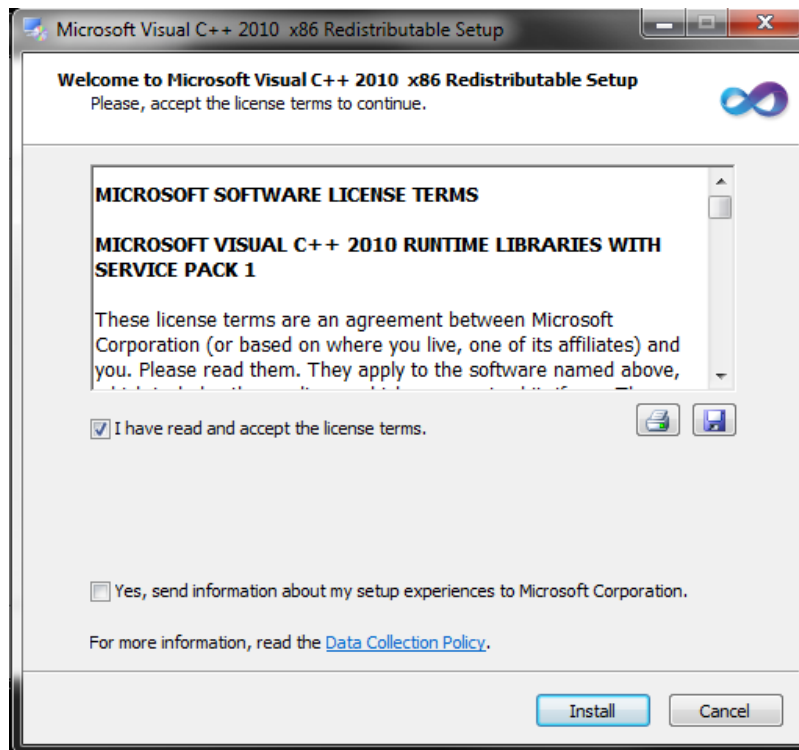 Microsoft Visual C++ 2010 x86 Redistributable Setup
Welcome to Microsoft Visual C++ 2010 x86 Redistributable Setup
Please, accept the license terms to continue.
MICROSOFT SOFTWARE LICENSE TERMS
MICROSOFT VISUAL C++ 2010 RUNTIME LIBRARIES WITH
SERVICE PACK 1
These license terms are an agreement between Microsoft
Corporation (or based on where you live, one of its affiliates) and
you. Please read them. They apply to the software named above,
I have read and accept the license terms.
Yes, send information about my setup experiences to Microsoft Corporation.
For more information, read the Data Collection Policy.
Install Cancel